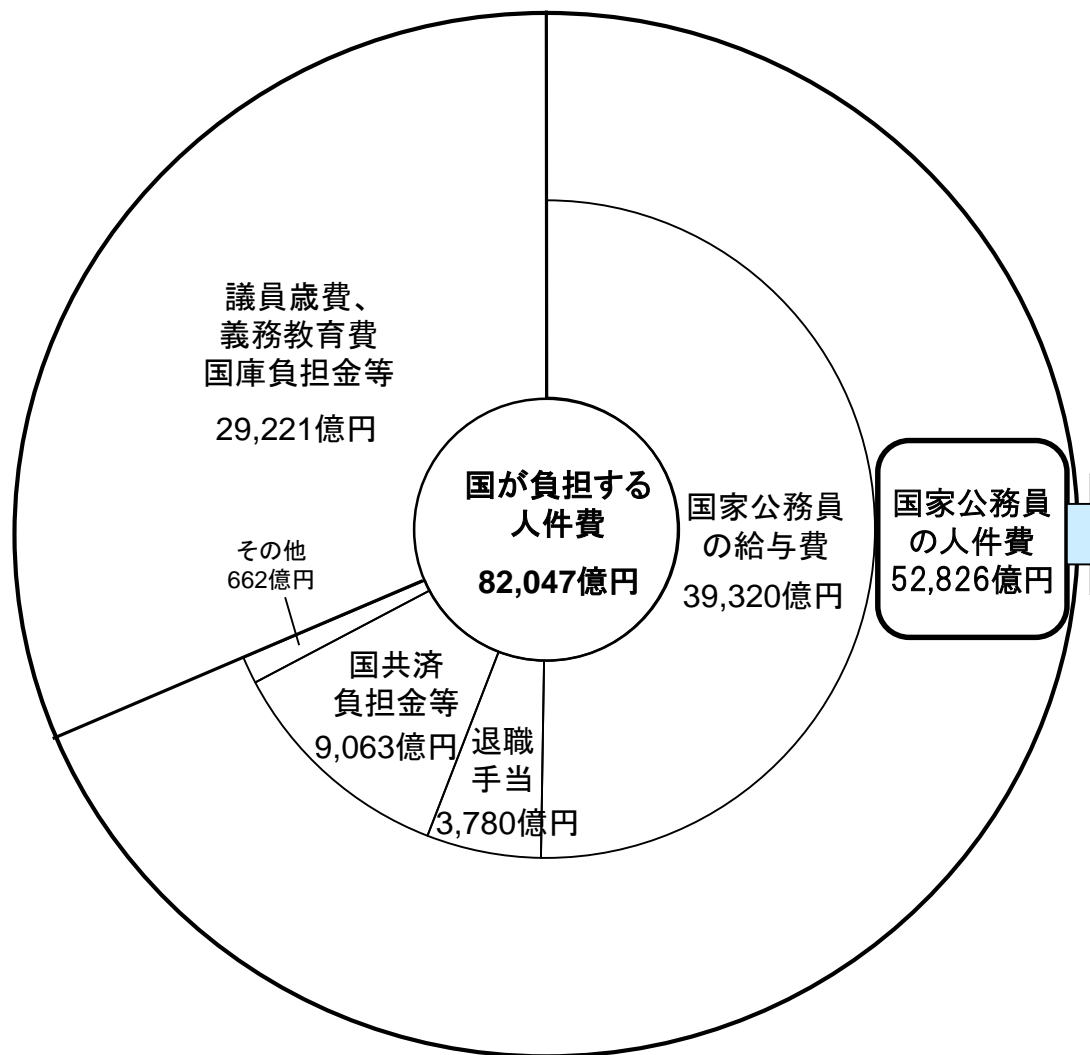 議員歳費、
義務教育費
国庫負担金等
29,221億円
国が負担する
人件費
82,047億円
国家公務員
の給与費
39,320億円
国家公務員
の人件費
52,826億円
その他
662億円
国共済
負担金等
9,063億円
退職
手当
3,780億円